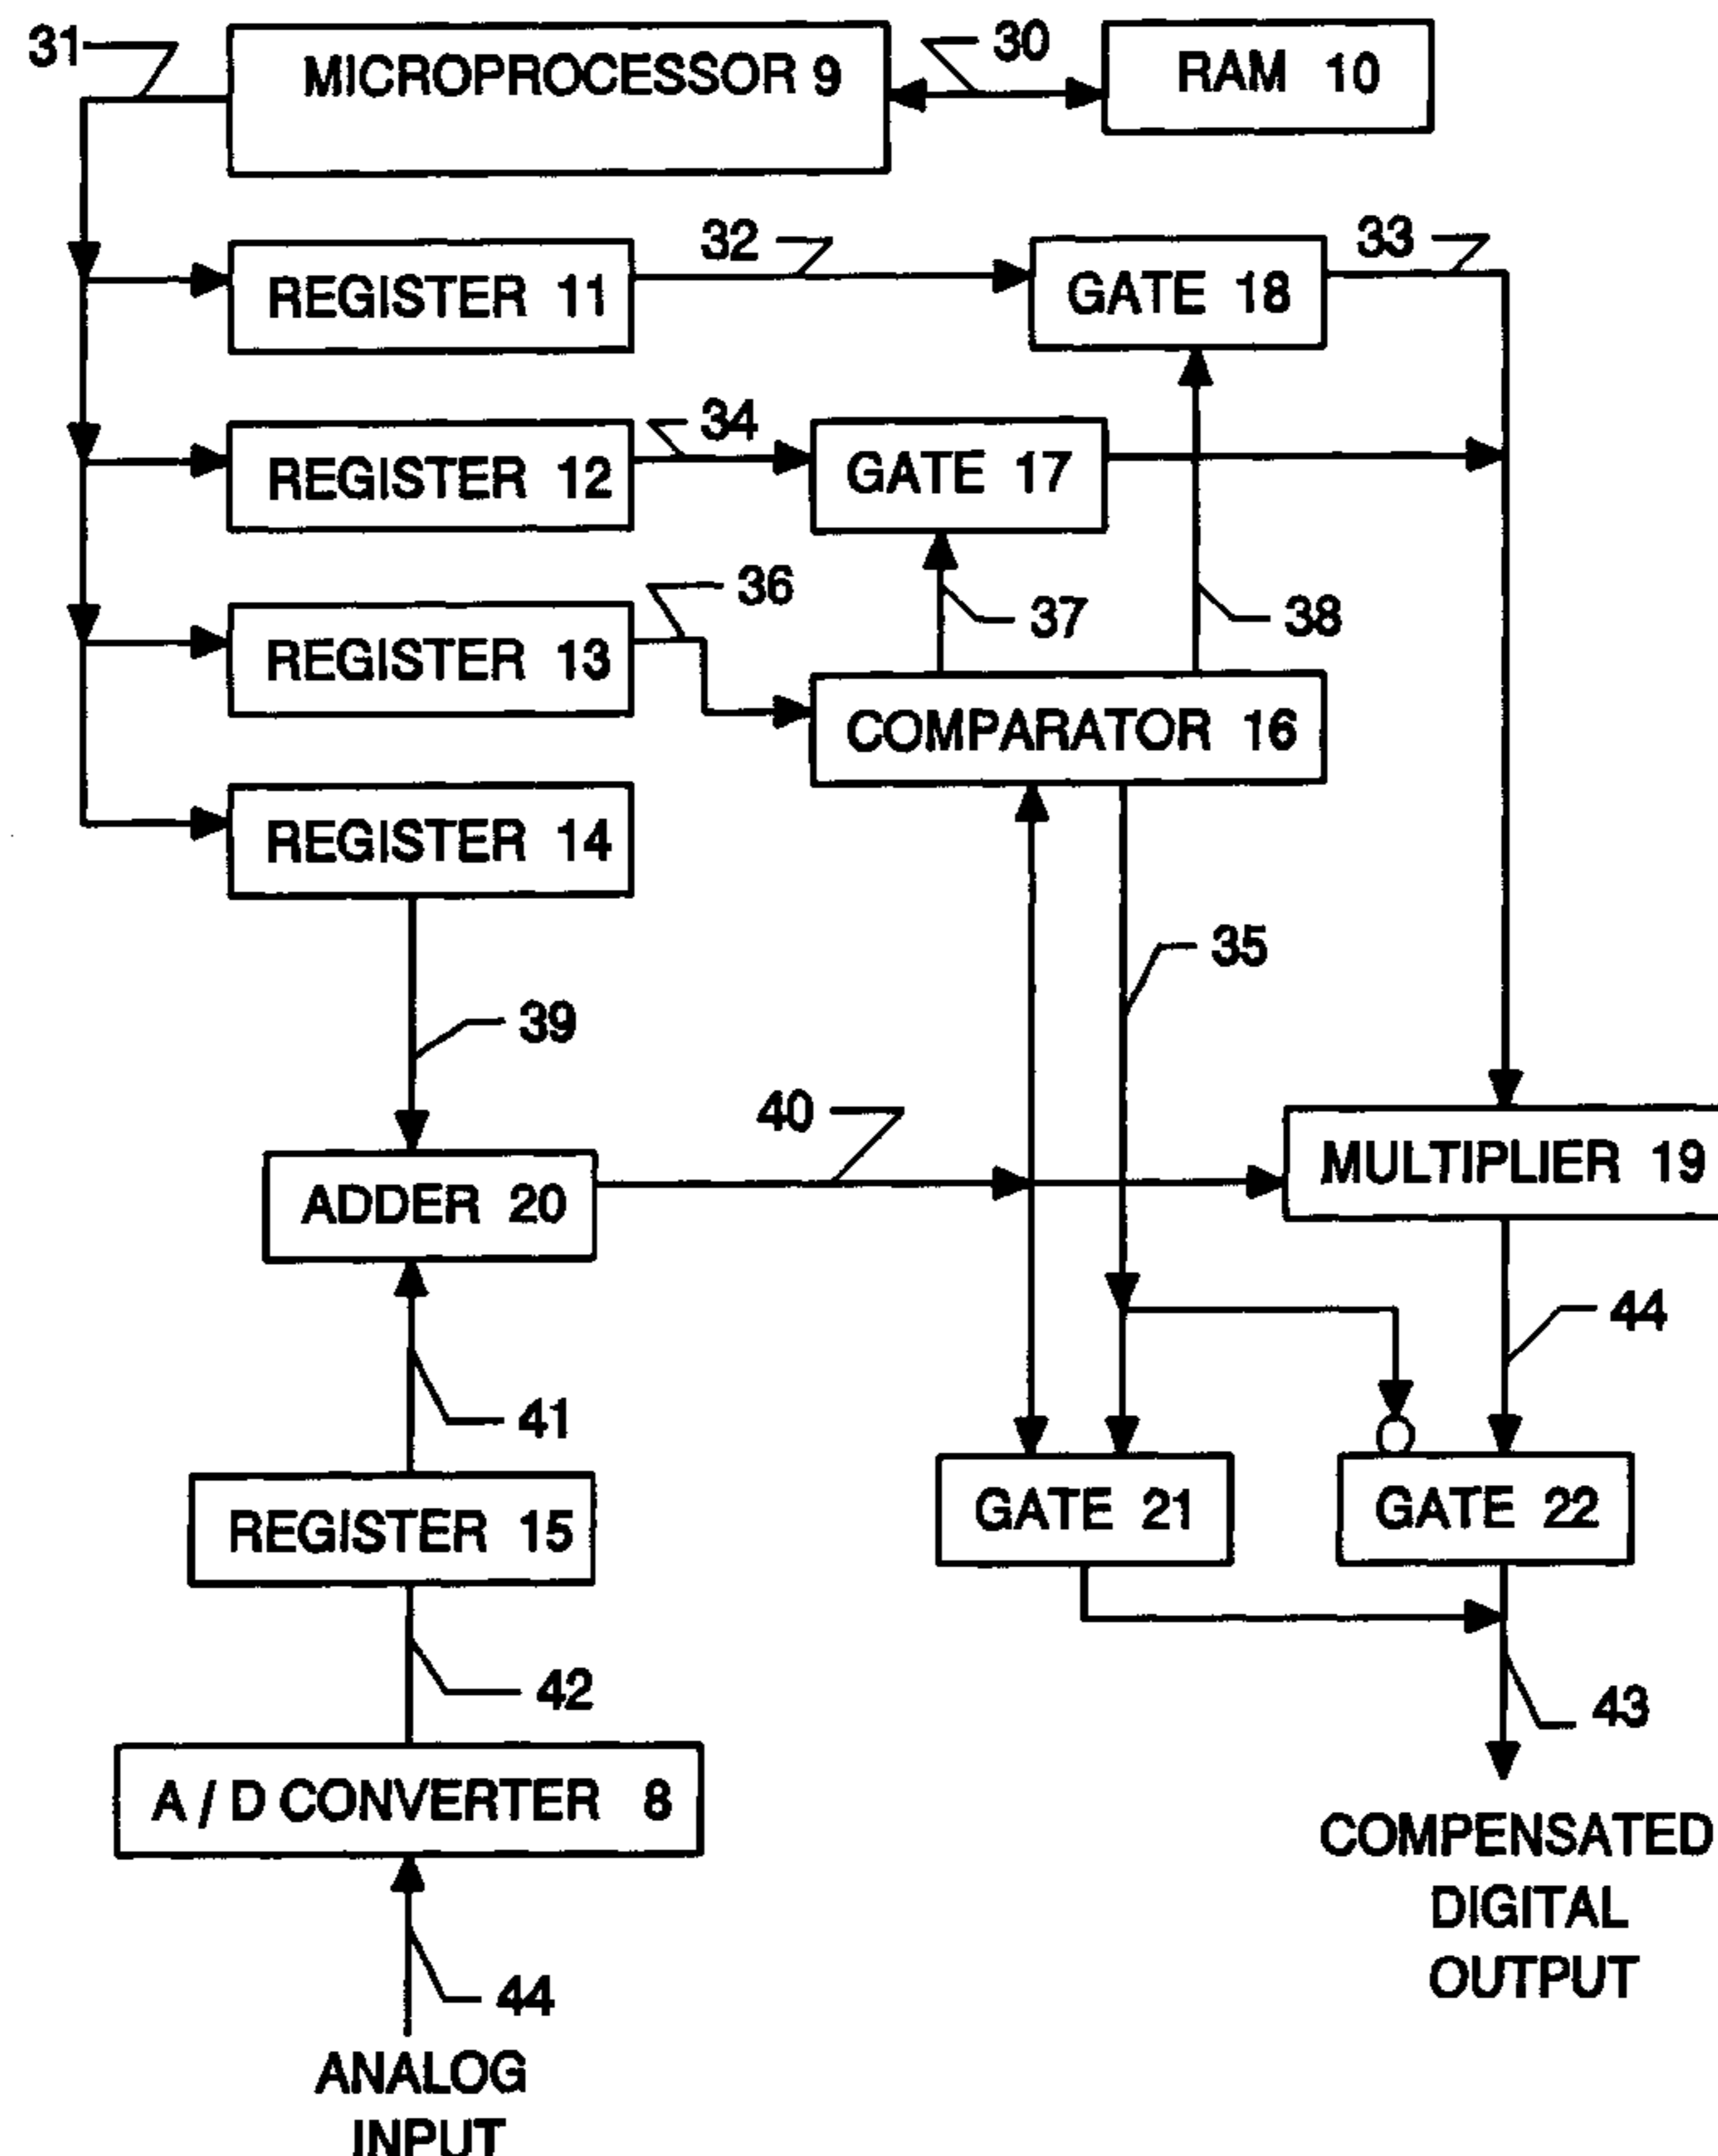 31
MICROPROCESSOR 9
30
RAM 10
REGISTER 11
32
GATE 18
33
REGISTER 12
34
GATE 17
REGISTER 13
36
37
38
COMPARATOR 16
REGISTER 14
35
39
40
ADDER 20
MULTIPLIER 19
41
44
REGISTER 15
GATE 21
GATE 22
42
43
A / D CONVERTER 8
COMPENSATED
DIGITAL
OUTPUT
44
ANALOG
INPUT